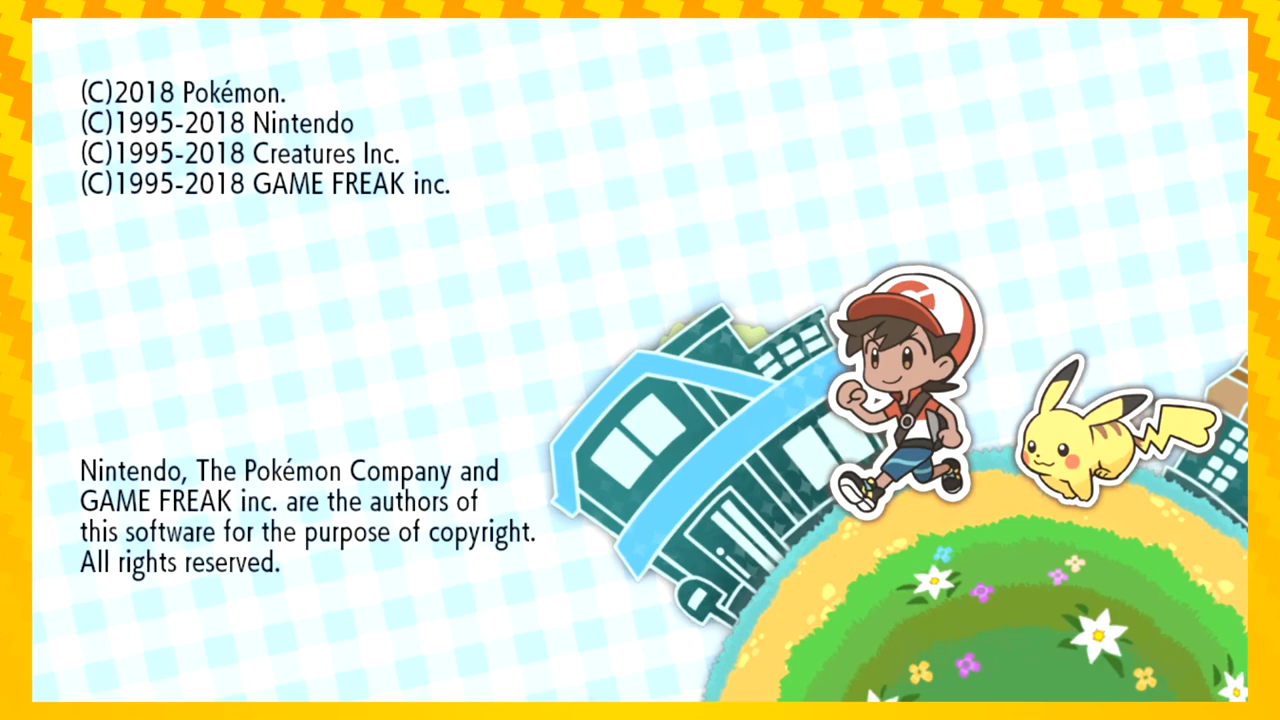 (C)2018 Pokémon.
(C)1995-2018 Nintendo
(C)1995-2018 Creatures Inc.
(C)1995-2018 GAME FREAK inc.
Nintendo, The Pokémon Company and
GAME FREAK inc. are the authors of
this software for the purpose of copyright.
All rights reserved.